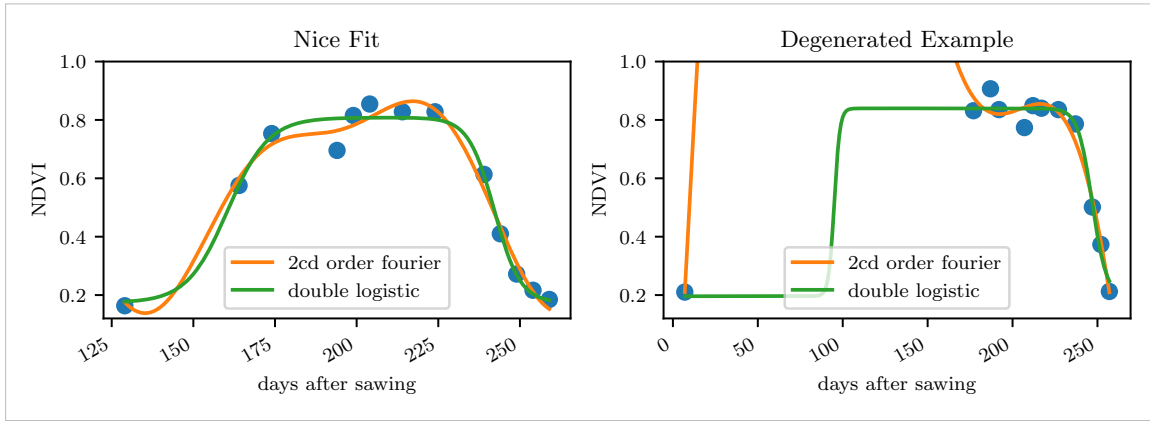 Nice Fit
1.0
0.8
0.6
0.4
0.2
NDVI
2cd order fourier
double logistic
125
150
175
200
225
250
days after sawing
Degenerated Example
1.0
0.8
0.6
0.4
0.2
NDVI
2cd order fourier
double logistic
0
50
100
150
200
250
days after sawing